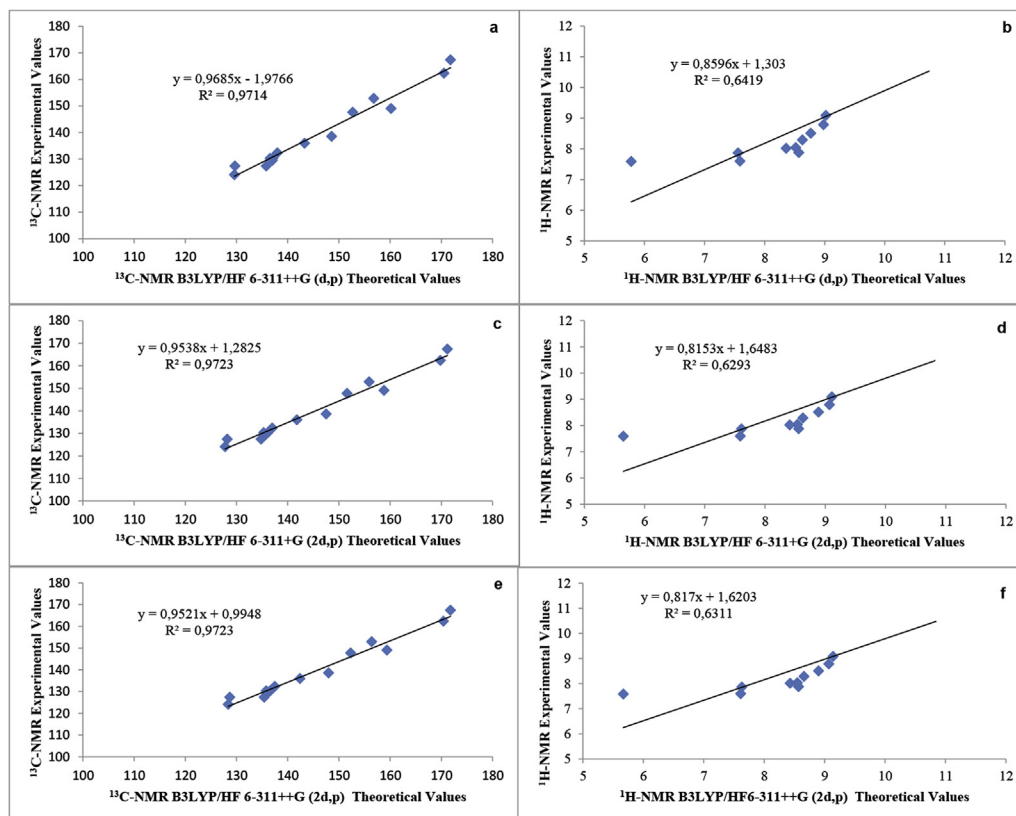 a
¹³C-NMR Experimental Values
180
170
160
150
140
130
120
110
100
y = 0,9685x - 1,9766
R² = 0,9714
100 110 120 130 140 150 160 170 180
¹³C-NMR B3LYP/HF 6-311++G (d,p) Theoretical Values
b
¹H-NMR Experimental Values
12
11
10
9
8
7
6
5
y = 0,8596x + 1,303
R² = 0,6419
5 6 7 8 9 10 11 12
¹H-NMR B3LYP/HF 6-311++G (d,p) Theoretical Values
c
¹³C-NMR Experimental Values
180
170
160
150
140
130
120
110
100
y = 0,9538x + 1,2825
R² = 0,9723
100 110 120 130 140 150 160 170 180
¹³C-NMR B3LYP/HF 6-311+G (2d,p) Theoretical Values
d
¹H-NMR Experimental Values
12
11
10
9
8
7
6
5
4
y = 0,8153x + 1,6483
R² = 0,6293
5 6 7 8 9 10 11 12
¹H-NMR B3LYP/HF 6-311+G (2d,p) Theoretical Values
e
¹³C-NMR Experimental Values
180
170
160
150
140
130
120
110
100
y = 0,9521x + 0,9948
R² = 0,9723
100 110 120 130 140 150 160 170 180
¹³C-NMR B3LYP/HF 6-311++G (2d,p) Theoretical Values
f
¹H-NMR Experimental Values
12
11
10
9
8
7
6
5
y = 0,817x + 1,6203
R² = 0,6311
5 6 7 8 9 10 11 12
¹H-NMR B3LYP/HF6-311++G (2d,p) Theoretical Values